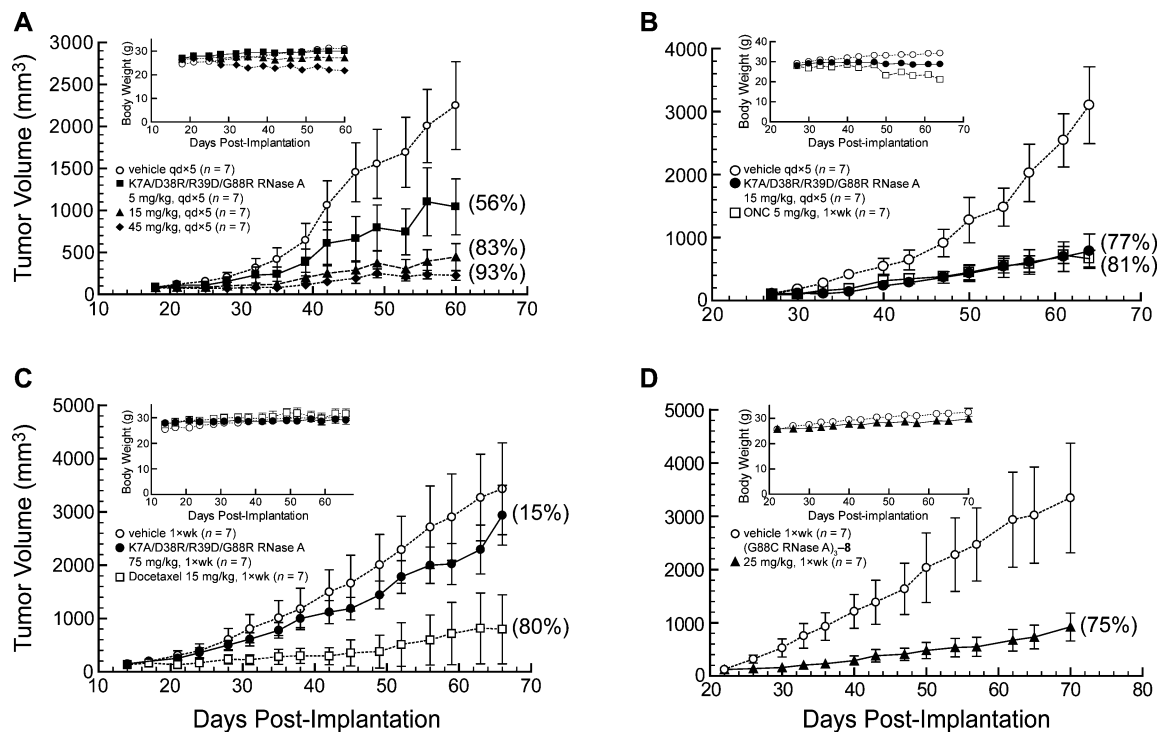 A
Tumor Volume (mm³)
3000
2500
2000
1500
1000
500
0
10 20 30 40 50 60 70
Body Weight (g)
30
20
10
0
10 20 30 40 50 60
Days Post-Implantation
vehicle qd×5 (n = 7)
K7A/D38R/R39D/G88R RNase A
5 mg/kg, qd×5 (n = 7)
15 mg/kg, qd×5 (n = 7)
45 mg/kg, qd×5 (n = 7)
(56%)
(83%)
(93%)
B
4000
3000
2000
1000
0
20 30 40 50 60 70
Body Weight (g)
40
30
20
10
0
20 30 40 50 60 70
Days Post-Implantation
vehicle qd×5 (n = 7)
K7A/D38R/R39D/G88R RNase A
15 mg/kg, qd×5 (n = 7)
ONC 5 mg/kg, 1×wk (n = 7)
(77%)
(81%)
C
Tumor Volume (mm³)
5000
4000
3000
2000
1000
0
10 20 30 40 50 60 70
Body Weight (g)
30
20
10
0
20 30 40 50 60
Days Post-Implantation
vehicle 1×wk (n = 7)
K7A/D38R/R39D/G88R RNase A
75 mg/kg, 1×wk (n = 7)
Docetaxel 15 mg/kg, 1×wk (n = 7)
(15%)
(80%)
Days Post-Implantation
D
5000
4000
3000
2000
1000
0
20 30 40 50 60 70 80
Body Weight (g)
30
20
10
0
30 40 50 60 70
Days Post-Implantation
vehicle 1×wk (n = 7)
(G88C RNase A)₃–8
25 mg/kg, 1×wk (n = 7)
(75%)
Days Post-Implantation